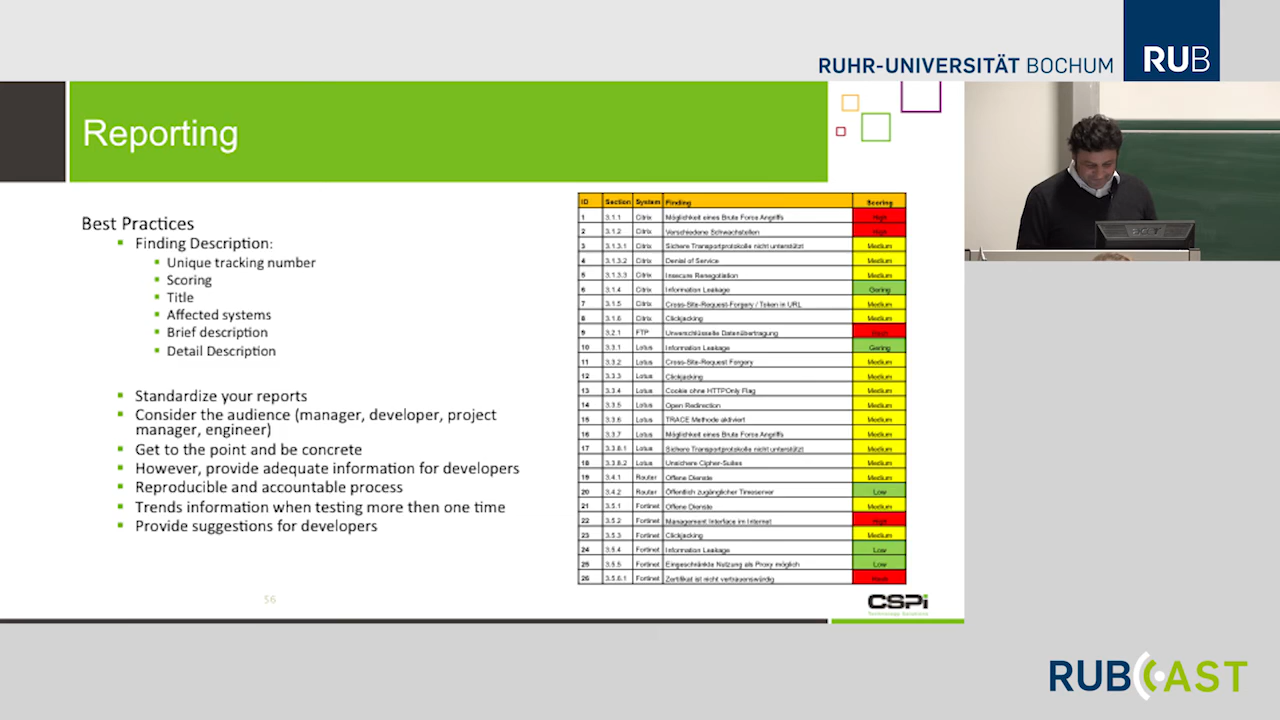 RUHR-UNIVERSITÄT BOCHUM
RUB
Reporting
Best Practices
Finding Description:
Unique tracking number
Scoring
Title
Affected systems
Brief description
Detail Description
Standardize your reports
Consider the audience (manager, developer, project
manager, engineer)
Get to the point and be concrete
However, provide adequate information for developers
Reproducible and accountable process
Trends information when testing more then one time
Provide suggestions for developers
ID Section System Finding Scoring
1 3.1.1 Citrix Möglichkeit eines Brute Force Angriffs High
2 3.1.2 Citrix Verschiedene Schwachstellen High
3 3.1.3.1 Citrix Sichere Transportprotokolle nicht unterstützt Medium
4 3.1.3.2 Citrix Denial of Service Medium
5 3.1.3.3 Citrix Insecure Renegotiation Medium
6 3.1.4 Citrix Information Leakage Gering
7 3.1.5 Citrix Cross-Site-Request-Forgery / Token in URL Medium
8 3.1.6 Citrix Clickjacking Medium
9 3.2.1 FTP Unverschlüsselte Datenübertragung
10 3.3.1 Lotus Information Leakage Gering
11 3.3.2 Lotus Cross-Site-Request Forgery Medium
12 3.3.3 Lotus Clickjacking Medium
13 3.3.4 Lotus Cookie ohne HTTPOnly Flag Medium
14 3.3.5 Lotus Open Redirection Medium
15 3.3.6 Lotus TRACE Methode aktiviert Medium
16 3.3.7 Lotus Möglichkeit eines Brute Force Angriffs Medium
17 3.3.8.1 Lotus Sichere Transportprotokolle nicht unterstützt Medium
18 3.3.8.2 Lotus Unsichere Cipher-Suites Medium
19 3.4.1 Router Offene Dienste Medium
20 3.4.2 Router Öffentlich zugänglicher Timeserver Low
21 3.5.1 Fortinet Offene Dienste Medium
22 3.5.2 Fortinet Management Interface im Internet High
23 3.5.3 Fortinet Clickjacking Medium
24 3.5.4 Fortinet Information Leakage Low
25 3.5.5 Fortinet Eingeschränkte Nutzung als Proxy möglich Low
26 3.5.6.1 Fortinet Zertifikat ist nicht vertrauenswürdig
56
CSPi
RUBCAST